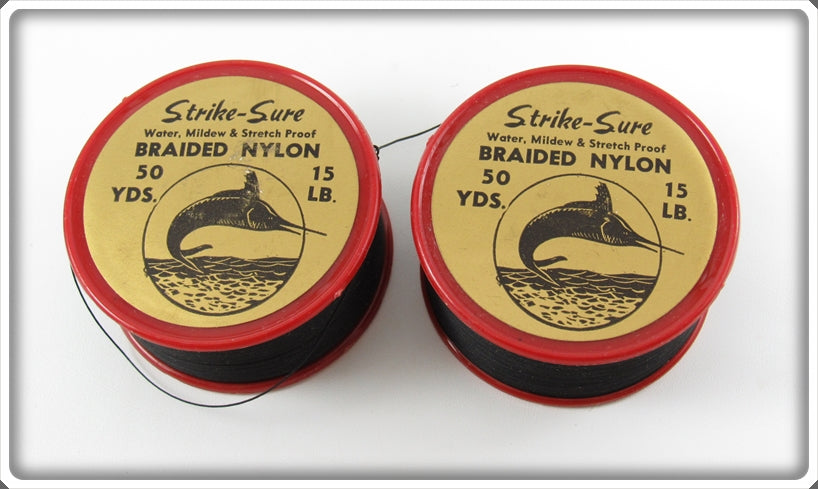 Strike-Sure
Water, Mildew & Stretch Proof
BRAIDED NYLON
50 YDS.
15 LB.
Strike-Sure
Water, Mildew & Stretch Proof
BRAIDED NYLON
50 YDS.
15 LB.